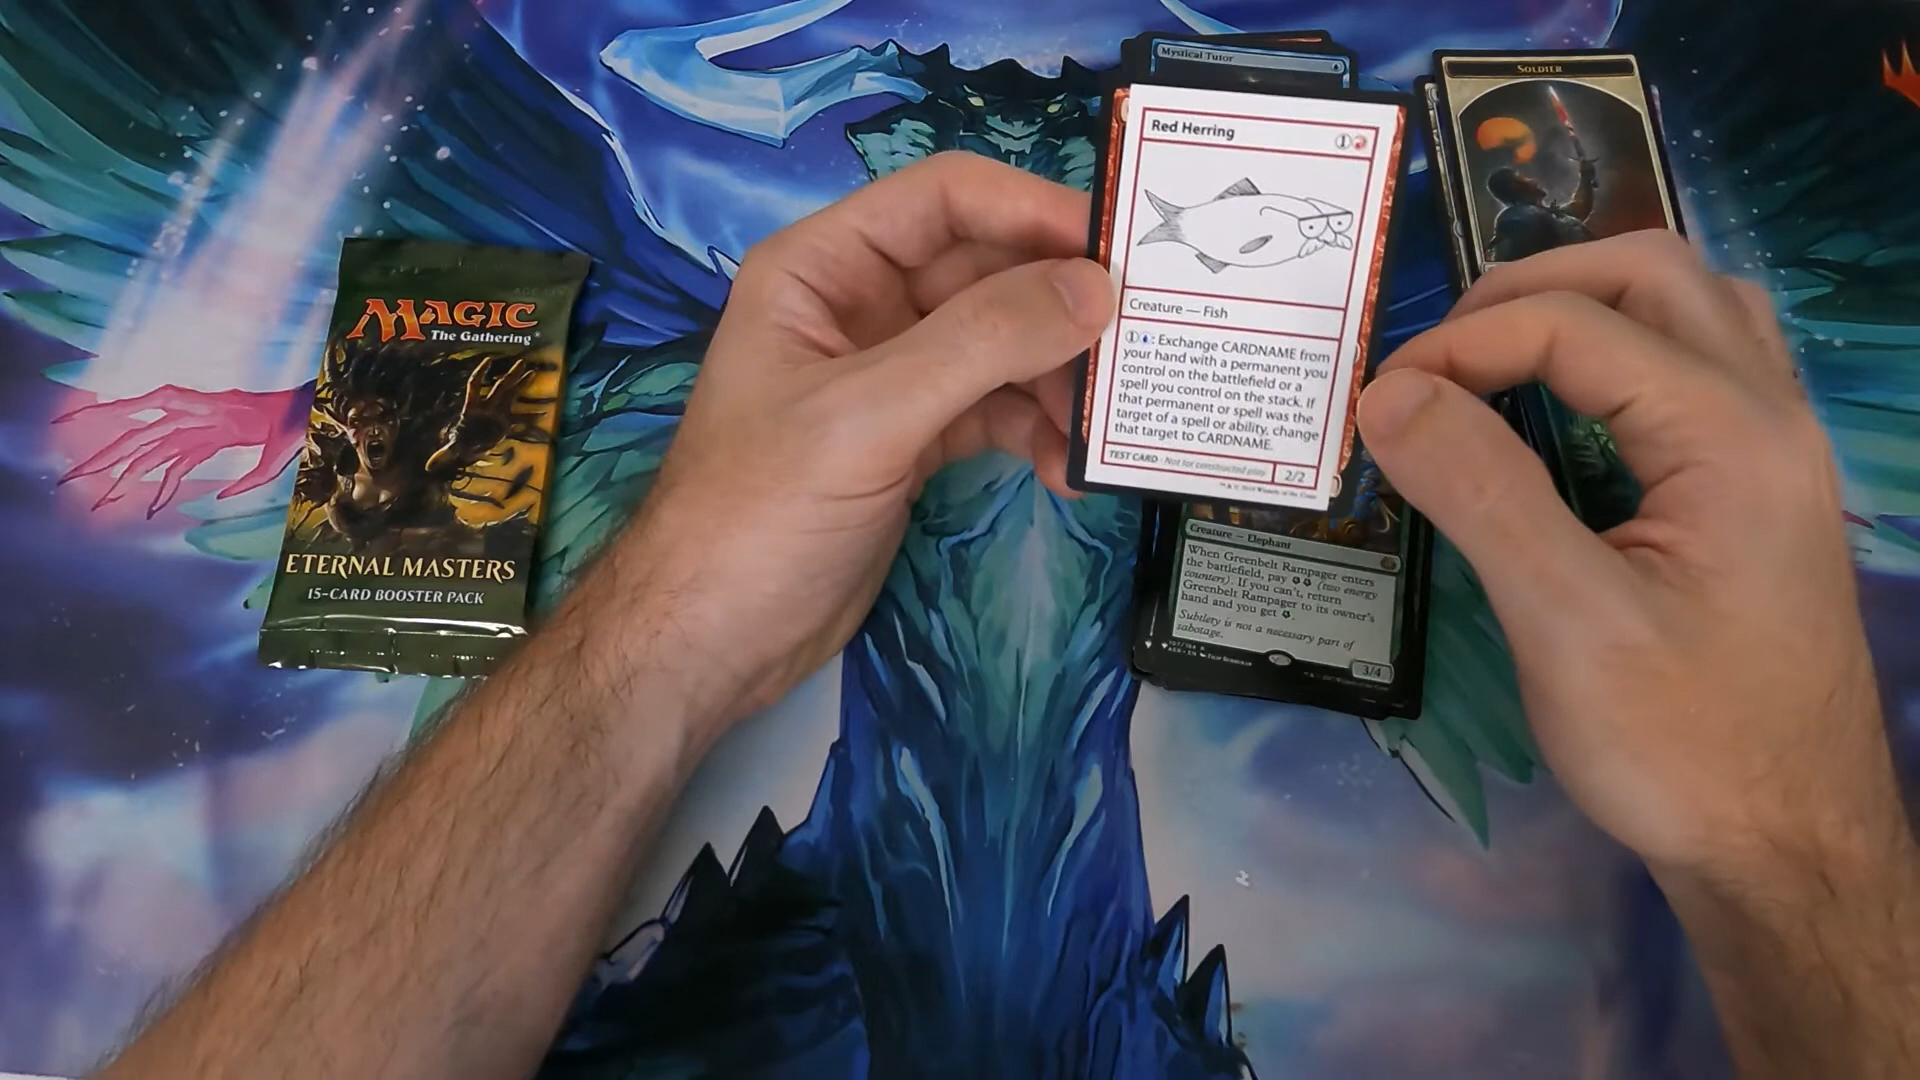 MAGIC
The Gathering
ETERNAL MASTERS
15-CARD BOOSTER PACK
Mystical Tutor
Red Herring
1
Creature — Fish
1 : Exchange CARDNAME from
your hand with a permanent you
control on the battlefield or a
spell you control on the stack. If
that permanent or spell was the
target of a spell or ability, change
that target to CARDNAME.
TEST CARD - Not for constructed play.
2/2
SOLDIER
Creature — Elephant
When Greenbelt Rampager enters
the battlefield, pay (two energy
counters). If you can't, return
Greenbelt Rampager to its owner's
hand and you get .
Subtlety is not a necessary part of
sabotage.
3/4